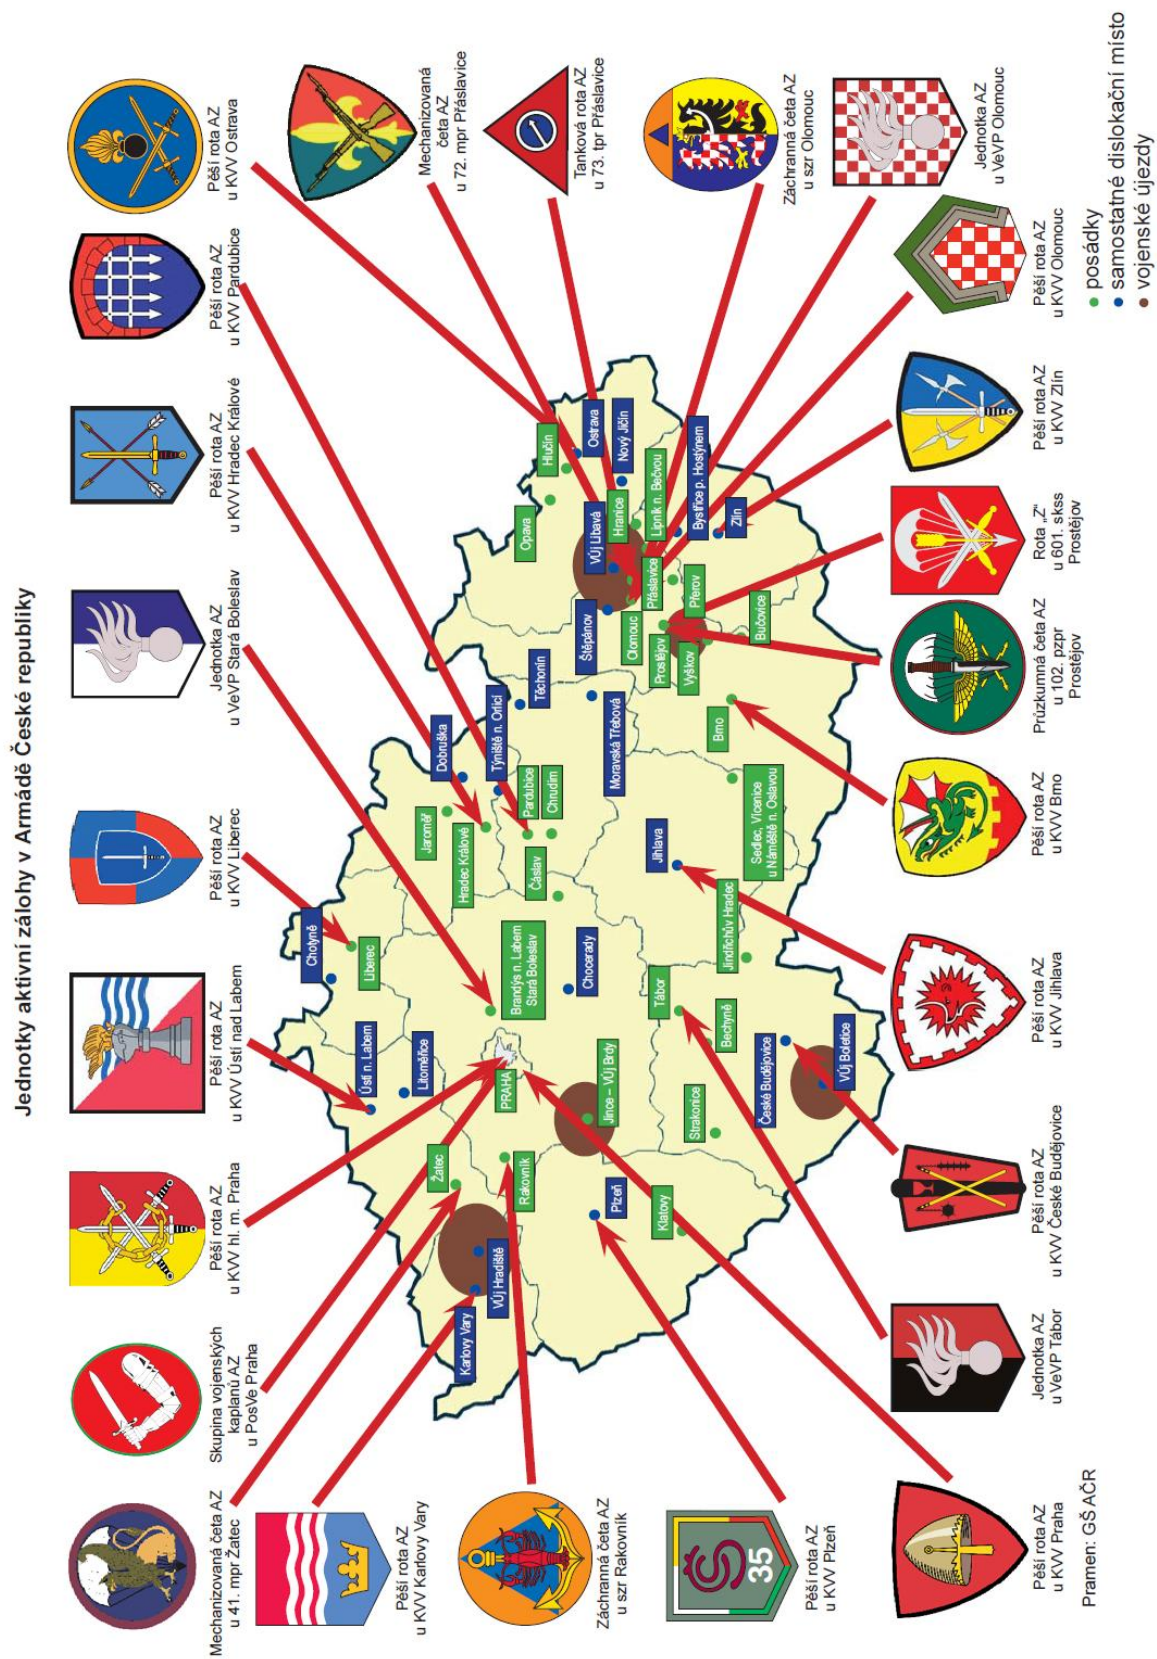 Jednotky aktivní zálohy v Armádě České republiky
Mechanizovaná četa AZ
u 41. mpr Žatec
Skupina vojenských
kaplanů AZ
u PosVe Praha
Pěší rota AZ
u KVV hl. m. Praha
Pěší rota AZ
u KVV Ústí nad Labem
Pěší rota AZ
u KVV Liberec
Jednotka AZ
u VeVP Stará Boleslav
Pěší rota AZ
u KVV Hradec Králové
Pěší rota AZ
u KVV Pardubice
Pěší rota AZ
u KVV Ostrava
Pěší rota AZ
u KVV Karlovy Vary
Záchranná četa AZ
u szr Rakovník
35
Pěší rota AZ
u KVV Plzeň
Mechanizovaná
četa AZ
u 72. mpr Přáslavice
Tanková rota AZ
u 73. tpr Přáslavice
Záchranná četa AZ
u szr Olomouc
Jednotka AZ
u VeVP Olomouc
Chotyně
Liberec
Ústí n. Labem
Litoměřice
Žatec
Karlovy Vary
VÚj Hradiště
Rakovník
PRAHA
Brandýs n. Labem
Stará Boleslav
Jaroměř
Hradec Králové
Dobruška
Týniště n. Orlicí
Pardubice
Chrudim
Čáslav
Těchonín
Opava
Hlučín
Ostrava
Nový Jičín
VÚj Libavá
Hranice
Lipník n. Bečvou
Bystřice p. Hostýnem
Zlín
Štěpánov
Olomouc
Přáslavice
Přerov
Prostějov
Vyškov
Bučovice
Moravská Třebová
Brno
Sedlec, Vícenice
u Náměště n. Oslavou
Jihlava
Jindřichův Hradec
Chocerady
Tábor
Bechyně
Jince – VÚj Brdy
Strakonice
České Budějovice
VÚj Boletice
Plzeň
Klatovy
Pěší rota AZ
u KVV Praha
Jednotka AZ
u VeVP Tábor
Pěší rota AZ
u KVV České Budějovice
Pěší rota AZ
u KVV Jihlava
Pěší rota AZ
u KVV Brno
Průzkumná četa AZ
u 102. pzpr
Prostějov
Rota „Z“
u 601. skss
Prostějov
Pěší rota AZ
u KVV Zlín
Pěší rota AZ
u KVV Olomouc
Pramen: GŠ AČR
posádky
samostatné dislokační místo
vojenské újezdy